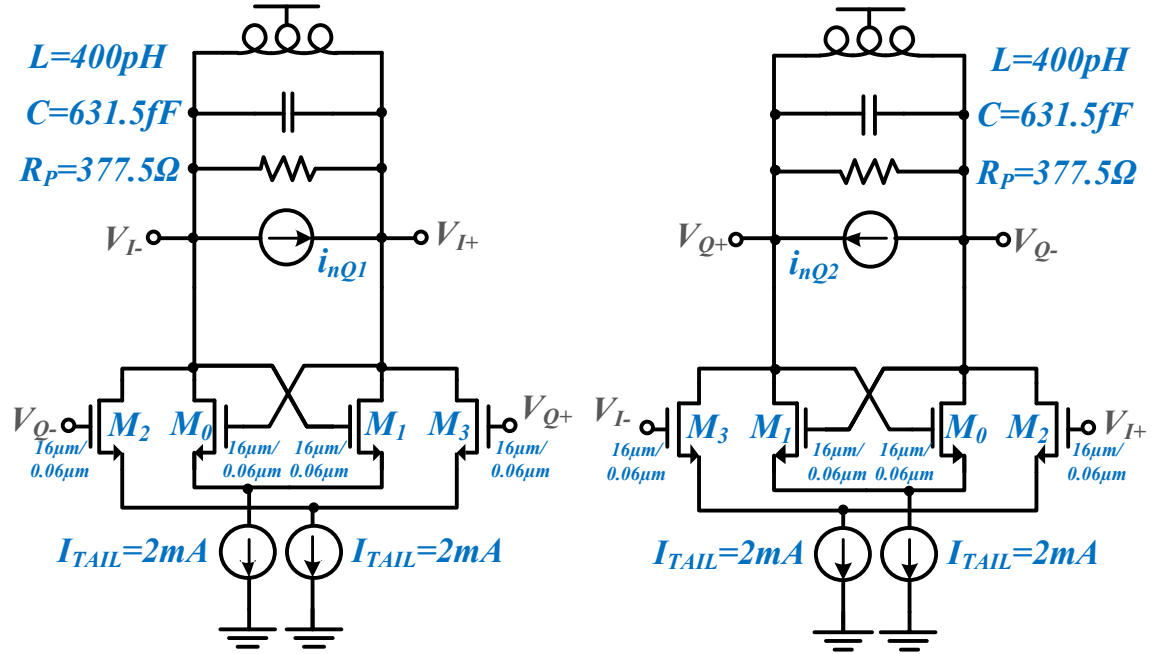 L=400pH
C=631.5fF
R_P=377.5Ω
V_I-
V_I+
i_nQ1
V_Q-
M_2
M_0
M_1
M_3
V_Q+
16μm/
0.06μm
16μm/
0.06μm
16μm/
0.06μm
16μm/
0.06μm
I_TAIL=2mA
I_TAIL=2mA
L=400pH
C=631.5fF
R_P=377.5Ω
V_Q+
V_Q-
i_nQ2
V_I-
M_3
M_1
M_0
M_2
V_I+
16μm/
0.06μm
16μm/
0.06μm
16μm/
0.06μm
16μm/
0.06μm
I_TAIL=2mA
I_TAIL=2mA